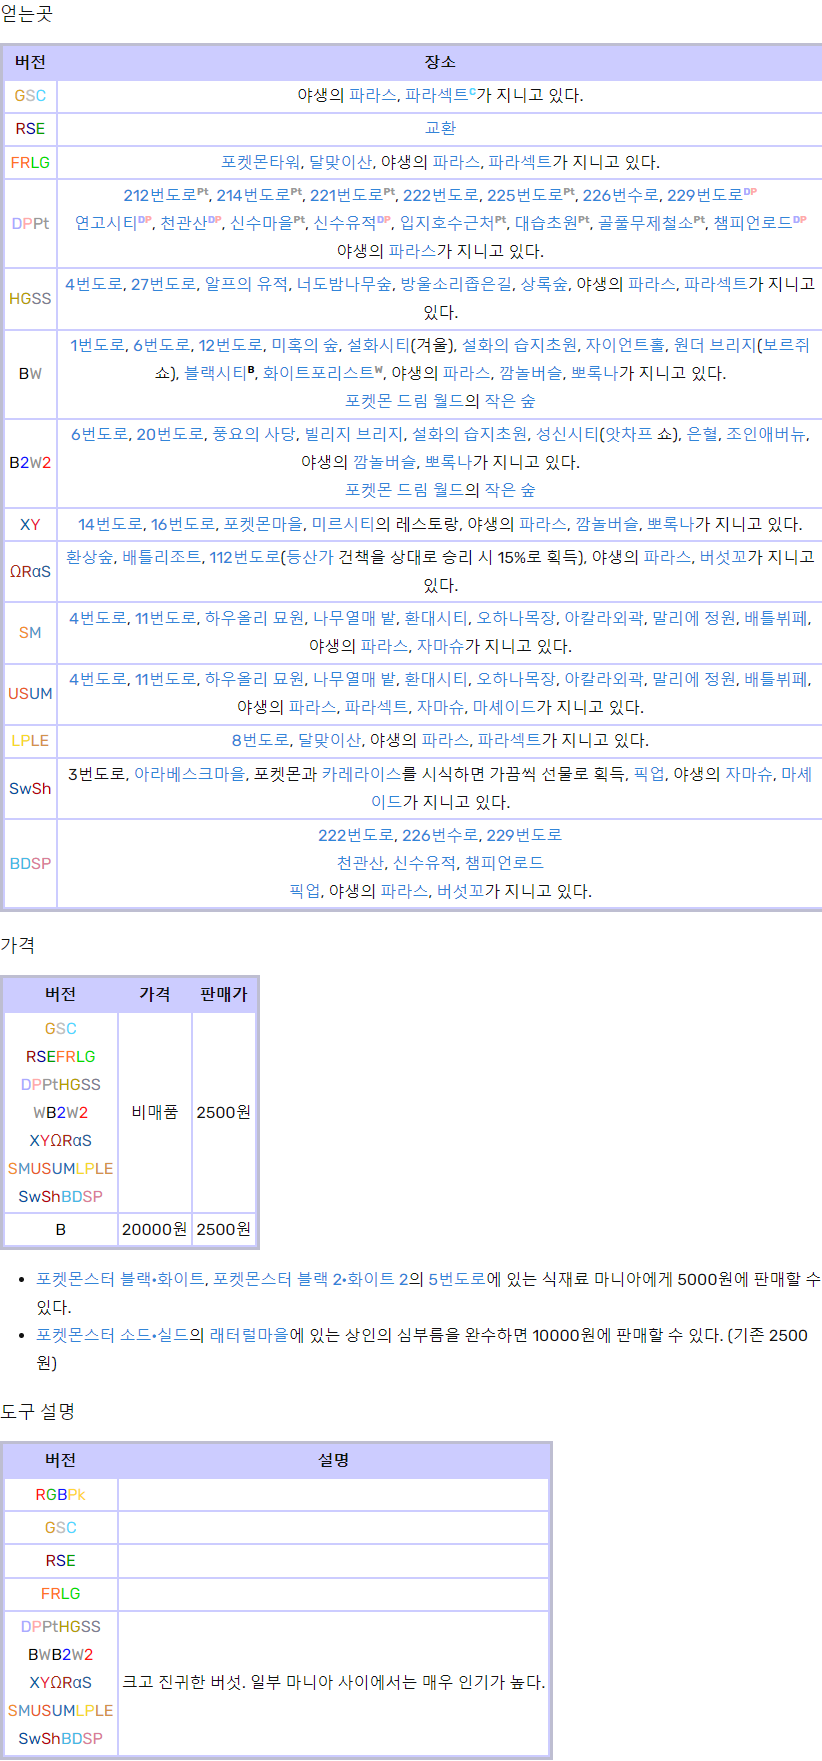 얻는곳
버전 장소
GSC 야생의 파라스, 파라섹트C가 지니고 있다.
RSE 교환
FRLG 포켓몬타워, 달맞이산, 야생의 파라스, 파라섹트가 지니고 있다.
212번도로Pt, 214번도로Pt, 221번도로Pt, 222번도로, 225번도로Pt, 226번수로, 229번도로DP
DPPt 연고시티DP, 천관산DP, 신수마을Pt, 신수유적DP, 입지호수근처Pt, 대습초원Pt, 골풀무제철소Pt, 챔피언로드DP
야생의 파라스가 지니고 있다.
HGSS 4번도로, 27번도로, 알프의 유적, 너도밤나무숲, 방울소리좁은길, 상록숲, 야생의 파라스, 파라섹트가 지니고
있다.
1번도로, 6번도로, 12번도로, 미혹의 숲, 설화시티(겨울), 설화의 습지초원, 자이언트홀, 원더 브리지(보르쥐
BW 쇼), 블랙시티B, 화이트포리스트W, 야생의 파라스, 깜놀버슬, 뽀록나가 지니고 있다.
포켓몬 드림 월드의 작은 숲
6번도로, 20번도로, 풍요의 사당, 빌리지 브리지, 설화의 습지초원, 성신시티(앗차프 쇼), 은혈, 조인애버뉴,
B2W2 야생의 깜놀버슬, 뽀록나가 지니고 있다.
포켓몬 드림 월드의 작은 숲
XY 14번도로, 16번도로, 포켓몬마을, 미르시티의 레스토랑, 야생의 파라스, 깜놀버슬, 뽀록나가 지니고 있다.
ΩRαS 환상숲, 배틀리조트, 112번도로(등산가 건책을 상대로 승리 시 15%로 획득), 야생의 파라스, 버섯꼬가 지니고
있다.
SM 4번도로, 11번도로, 하우올리 묘원, 나무열매 밭, 환대시티, 오하나목장, 아칼라외곽, 말리에 정원, 배틀뷔페,
야생의 파라스, 자마슈가 지니고 있다.
USUM 4번도로, 11번도로, 하우올리 묘원, 나무열매 밭, 환대시티, 오하나목장, 아칼라외곽, 말리에 정원, 배틀뷔페,
야생의 파라스, 파라섹트, 자마슈, 마셰이드가 지니고 있다.
LPLE 8번도로, 달맞이산, 야생의 파라스, 파라섹트가 지니고 있다.
SwSh 3번도로, 아라베스크마을, 포켓몬과 카레라이스를 시식하면 가끔씩 선물로 획득, 픽업, 야생의 자마슈, 마셰
이드가 지니고 있다.
222번도로, 226번수로, 229번도로
BDSP 천관산, 신수유적, 챔피언로드
픽업, 야생의 파라스, 버섯꼬가 지니고 있다.
가격
버전 가격 판매가
GSC
RSEFRLG
DPPtHGSS
WB2W2 비매품 2500원
XYΩRαS
SMUSUMLPLE
SwShBDSP
B 20000원 2500원
• 포켓몬스터 블랙·화이트, 포켓몬스터 블랙 2·화이트 2의 5번도로에 있는 식재료 마니아에게 5000원에 판매할 수
있다.
• 포켓몬스터 소드·실드의 래터럴마을에 있는 상인의 심부름을 완수하면 10000원에 판매할 수 있다. (기존 2500
원)
도구 설명
버전 설명
RGBPk
GSC
RSE
FRLG
DPPtHGSS
BWB2W2
XYΩRαS 크고 진귀한 버섯. 일부 마니아 사이에서는 매우 인기가 높다.
SMUSUMLPLE
SwShBDSP